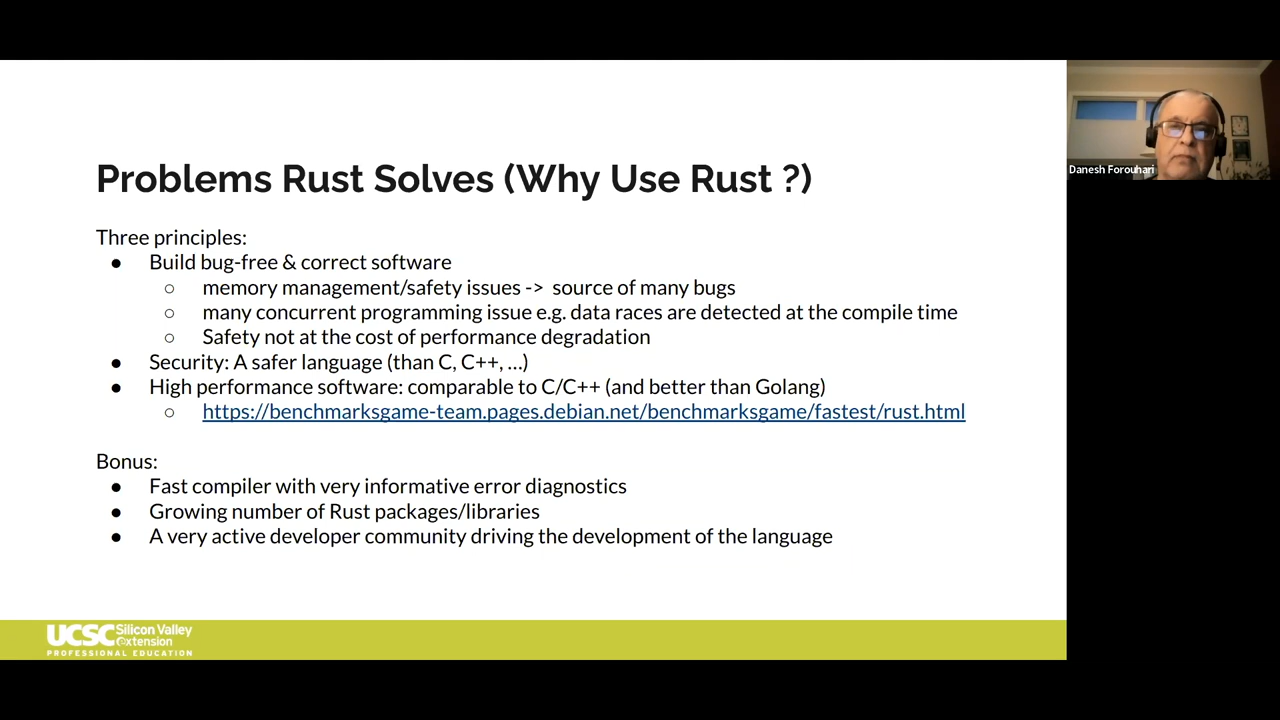 Problems Rust Solves (Why Use Rust ?)
Three principles:
● Build bug-free & correct software
○ memory management/safety issues -> source of many bugs
○ many concurrent programming issue e.g. data races are detected at the compile time
○ Safety not at the cost of performance degradation
● Security: A safer language (than C, C++, ...)
● High performance software: comparable to C/C++ (and better than Golang)
○ https://benchmarksgame-team.pages.debian.net/benchmarksgame/fastest/rust.html
Bonus:
● Fast compiler with very informative error diagnostics
● Growing number of Rust packages/libraries
● A very active developer community driving the development of the language
UCSC Silicon Valley
extension
PROFESSIONAL EDUCATION
Danesh Forouhari